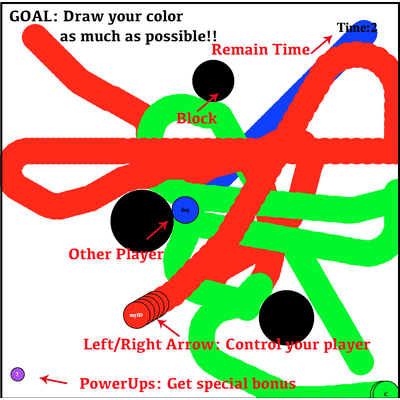 GOAL: Draw your color
as much as possible!!
Time:2
Remain Time
Block
Other Player
myID
Left/Right Arrow: Control your player
?
PowerUps: Get special bonus
C